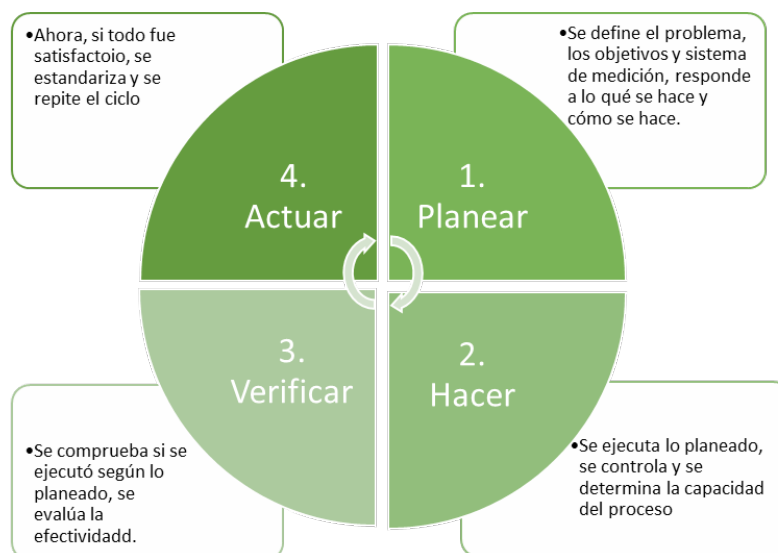 •Ahora, si todo fue
satisfactoio, se
estandariza y se
repite el ciclo
•Se define el problema,
los objetivos y sistema
de medición, responde
a lo qué se hace y
cómo se hace.
4.
Actuar
1.
Planear
3.
Verificar
2.
Hacer
•Se comprueba si se
ejecutó según lo
planeado, se
evalúa la
efectividadd.
•Se ejecuta lo planeado,
se controla y se
determina la capacidad
del proceso